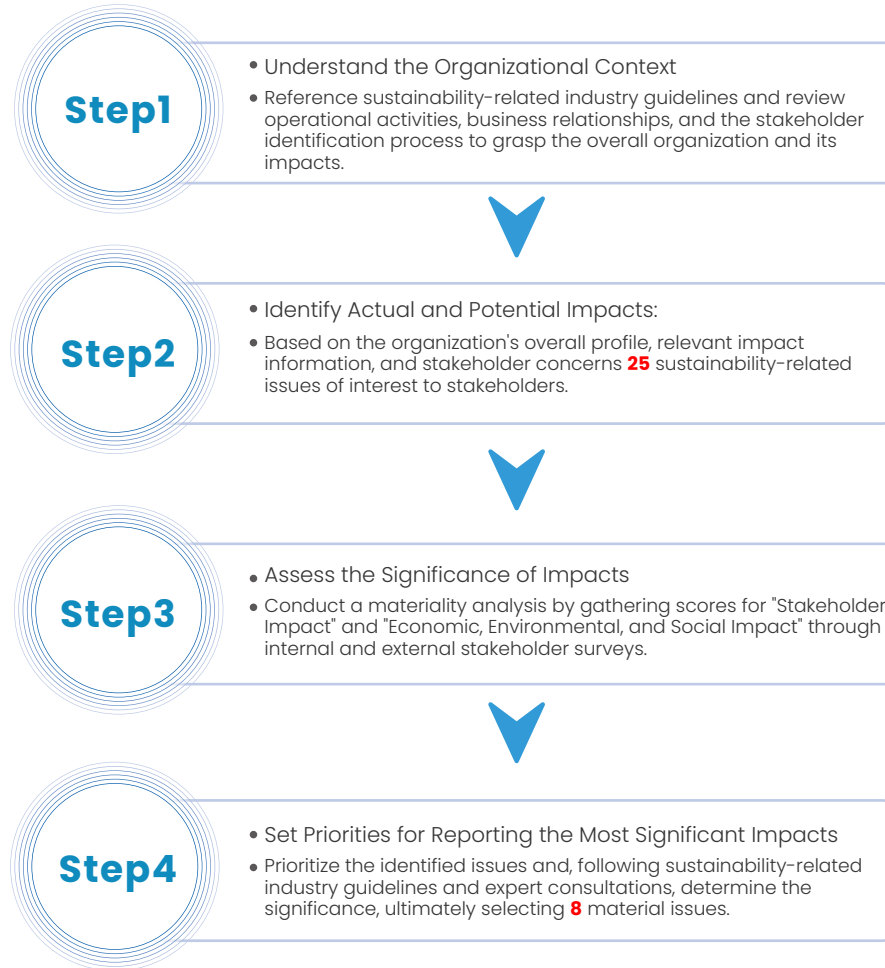 Step1
• Understand the Organizational Context
• Reference sustainability-related industry guidelines and review
operational activities, business relationships, and the stakeholder
identification process to grasp the overall organization and its
impacts.
Step2
• Identify Actual and Potential Impacts:
• Based on the organization's overall profile, relevant impact
information, and stakeholder concerns 25 sustainability-related
issues of interest to stakeholders.
Step3
• Assess the Significance of Impacts
• Conduct a materiality analysis by gathering scores for "Stakeholder
Impact" and "Economic, Environmental, and Social Impact" through
internal and external stakeholder surveys.
Step4
• Set Priorities for Reporting the Most Significant Impacts
• Prioritize the identified issues and, following sustainability-related
industry guidelines and expert consultations, determine the
significance, ultimately selecting 8 material issues.